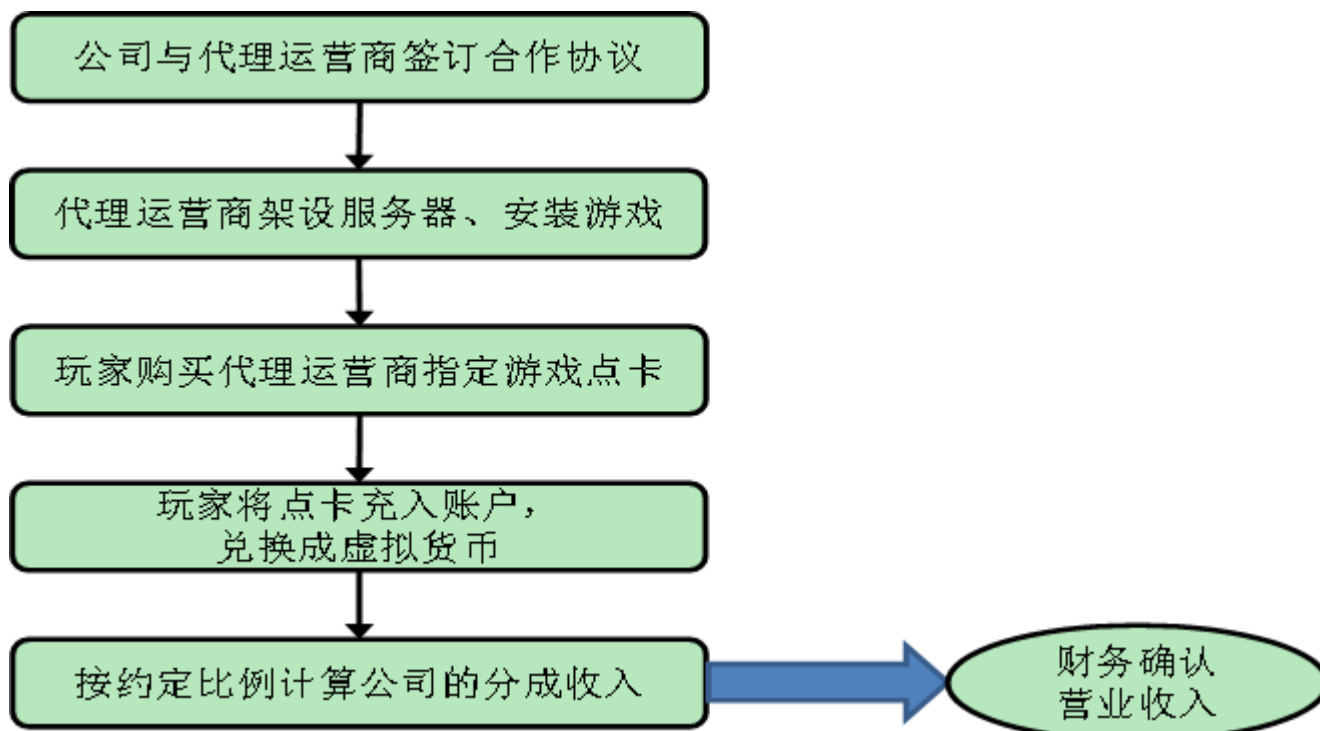 公司与代理运营商签订合作协议
代理运营商架设服务器、安装游戏
玩家购买代理运营商指定游戏点卡
玩家将点卡充入账户，
兑换成虚拟货币
按约定比例计算公司的分成收入
财务确认
营业收入